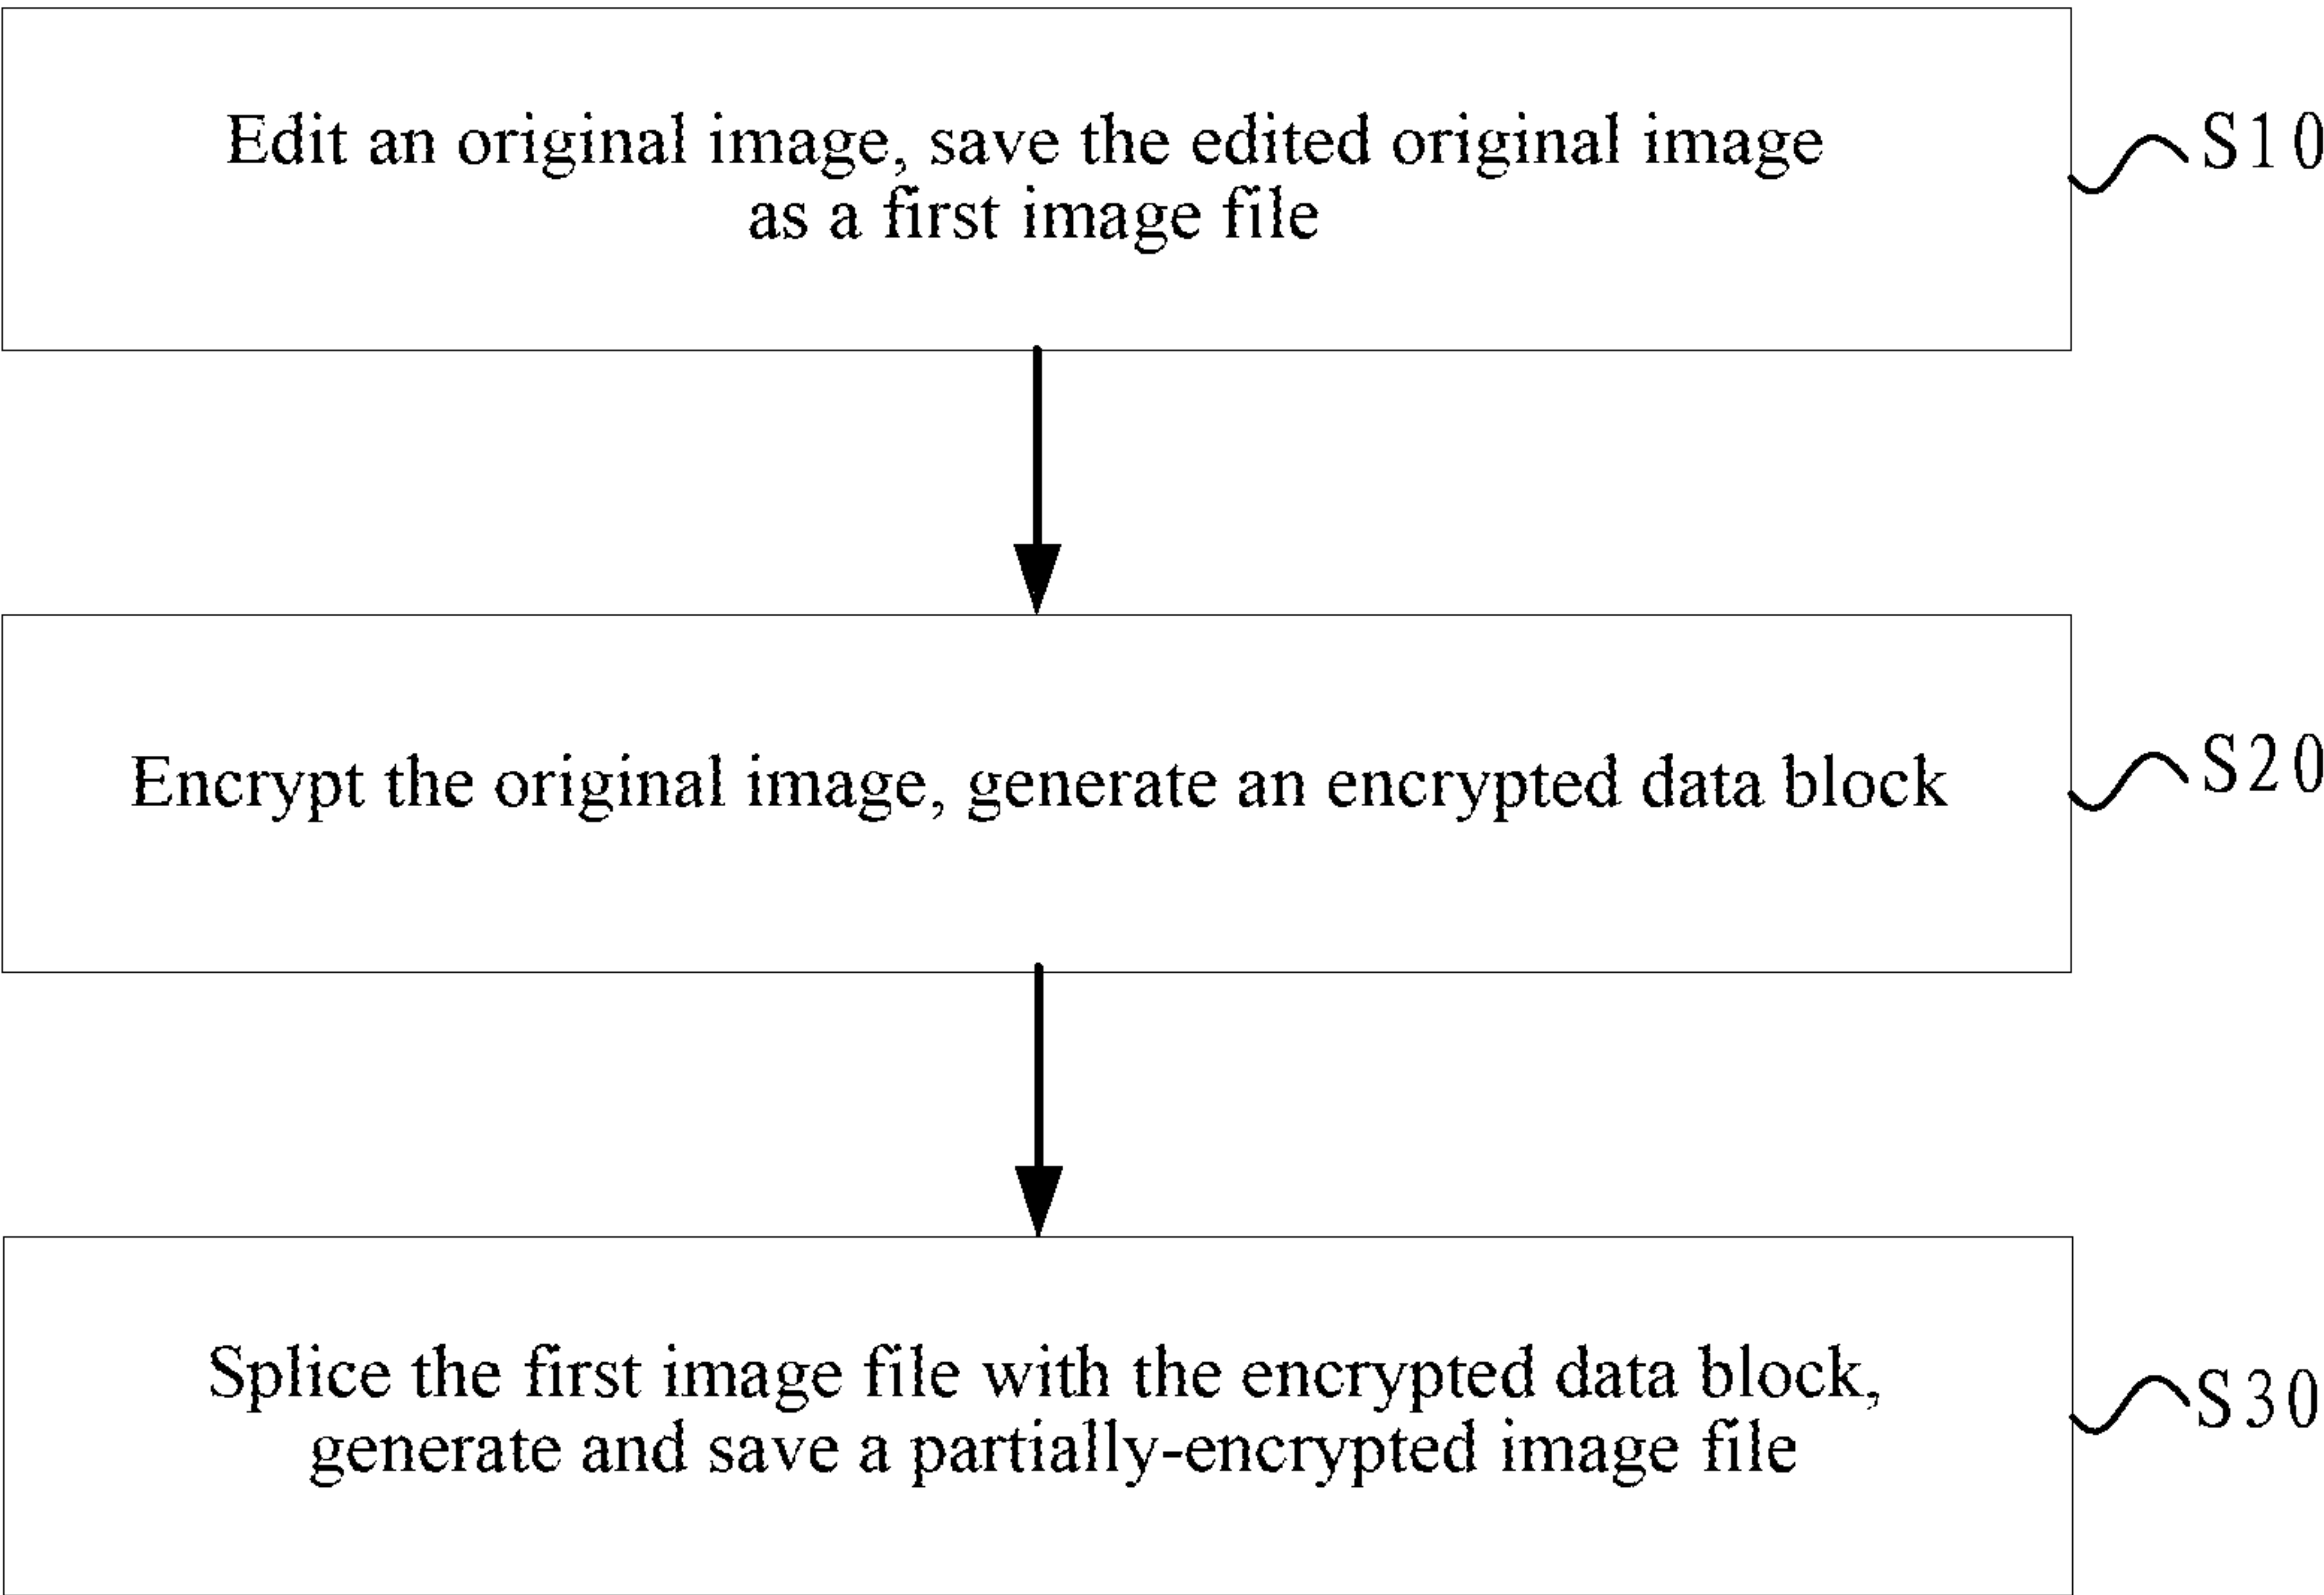 Edit an original image, save the edited original image
as a first image file
S10
Encrypt the original image, generate an encrypted data block
S20
Splice the first image file with the encrypted data block,
generate and save a partially-encrypted image file
S30